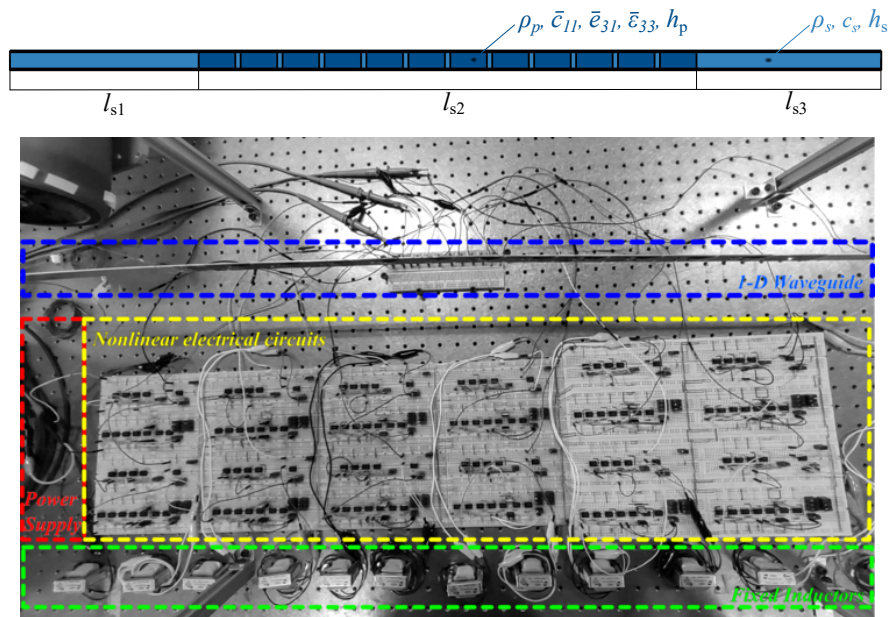 ρₚ, c̄₁₁, ē₃₁, ε̄₃₃, hₚ
ρₛ, cₛ, hₛ
lₛ₁
lₛ₂
lₛ₃
1-D Waveguide
Nonlinear electrical circuits
Power
Supply
Fixed Inductors